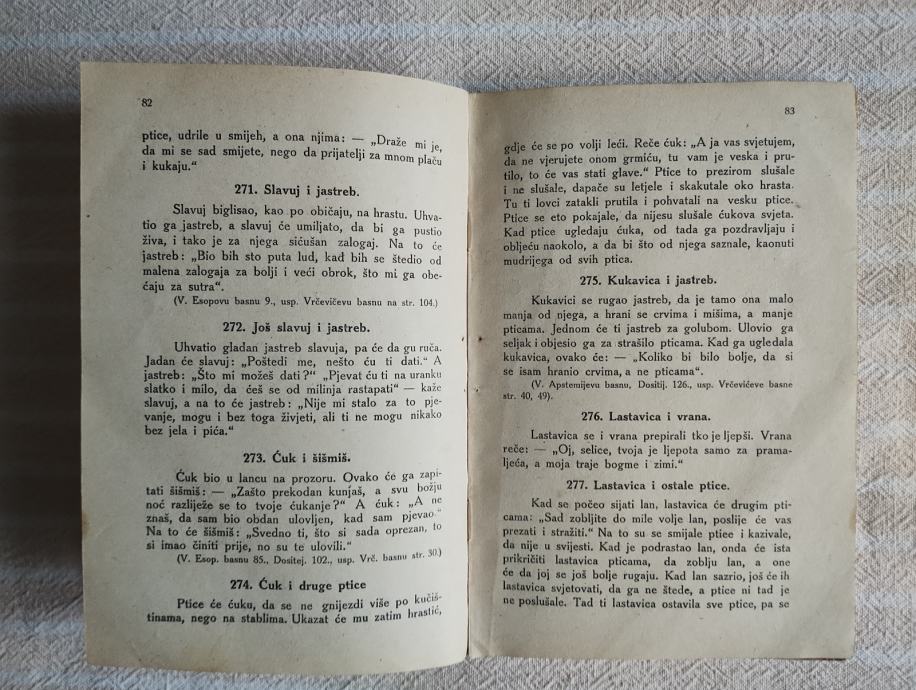 82
ptice, udrile u smijeh, a ona njima: — „Draže mi je,
da mi se sad smijete, nego da prijatelji za mnom plaču
i kukaju.“
271. Slavuj i jastreb.
Slavuj biglisao, kao po običaju, na hrastu. Uhva-
tio ga jastreb, a slavuj će umiljato, da bi ga pustio
živa, i tako je za njega sićušan zalogaj. Na to će
jastreb: „Bio bih sto puta lud, kad bih se štedio od
malena zalogaja za bolji i veći obrok, što mi ga obe-
ćaju za sutra“.
(V. Esopovu basnu 9., usp. Vrčevićevu basnu na str. 104.)
272. Još slavuj i jastreb.
Uhvatio gladan jastreb slavuja, pa će da gu ruča.
Jadan će slavuj: „Poštedi me, nešto ću ti dati.“ A
jastreb: „Što mi možeš dati?“ „Pjevat ću ti na uranku
slatko i milo, da ćeš se od milinja rastapati“ — kaže
slavuj, a na to će jastreb: „Nije mi stalo za to pje-
vanje, mogu i bez toga živjeti, ali ti ne mogu nikako
bez jela i pića.“
273. Ćuk i šišmiš.
Ćuk bio u lancu na prozoru. Ovako će ga zapi-
tati šišmiš: — „Zašto prekodan kunjaš, a svu božju
noć razliježe se to tvoje ćukanje?“ A ćuk: „A ne
znaš, da sam bio obdan ulovljen, kad sam pjevao.“
Na to će šišmiš: „Svedno ti, što si sada oprezan, to
si imao činiti prije, no su te ulovili.“
(V. Esop. basnu 85., Dositej. 102., usp. Vrč. basnu str. 30.)
274. Ćuk i druge ptice
Ptice će ćuku, da se ne gnijezdi više po kućiš-
tinama, nego na stablima. Ukazat će mu zatim hrastić,
83
gdje će se po volji leći. Reče ćuk: „A ja vas svjetujem,
da ne vjerujete onom grmiću, tu vam je veska i pru-
tilo, to će vas stati glave.“ Ptice to prezirom slušale
i ne slušale, dapače su letjele i skakutale oko hrasta.
Tu ti lovci zatakli prutila i pohvatali na vesku ptice.
Ptice se eto pokajale, da nijesu slušale ćukova svjeta.
Kad ptice ugledaju ćuka, od tada ga pozdravljaju i
oblјeću naokolo, a da bi što od njega saznale, kaonuti
mudrijega od svih ptica.
275. Kukavica i jastreb.
Kukavici se rugao jastreb, da je tamo ona malo
manja od njega, a hrani se crvima i mišima, a manje
pticama. Jednom će ti jastreb za golubom. Ulovio ga
seljak i objesio ga za strašilo pticama. Kad ga ugledala
kukavica, ovako će: — „Koliko bi bilo bolje, da si
se isam hranio crvima, a ne pticama“.
(V. Apstemijevu basnu, Dositij. 126., usp. Vrčevićeve basne
str. 40, 49).
276. Lastavica i vrana.
Lastavica se i vrana prepirali tko je ljepši. Vrana
reče: — „Oj, selice, tvoja je ljepota samo za prama-
ljeća, a moja traje bogme i zimi.“
277. Lastavica i ostale ptice.
Kad se počeo sijati lan, lastavica će drugim pti-
cama: „Sad zobljite do mile volje lan, poslije će vas
prezati i stražiti.“ Na to su se smijale ptiee i kazivale,
da nije u svijesti. Kad je podrastao lan, onda će ista
prikričiti lastavica pticama, da zoblju lan, a one
će da joj se još bolje rugaju. Kad lan sazrio, još će ih
lastavica svjetovati, da ga ne štede, a ptice ni tad je
ne poslušale. Tad ti lastavica ostavila sve ptice, pa se